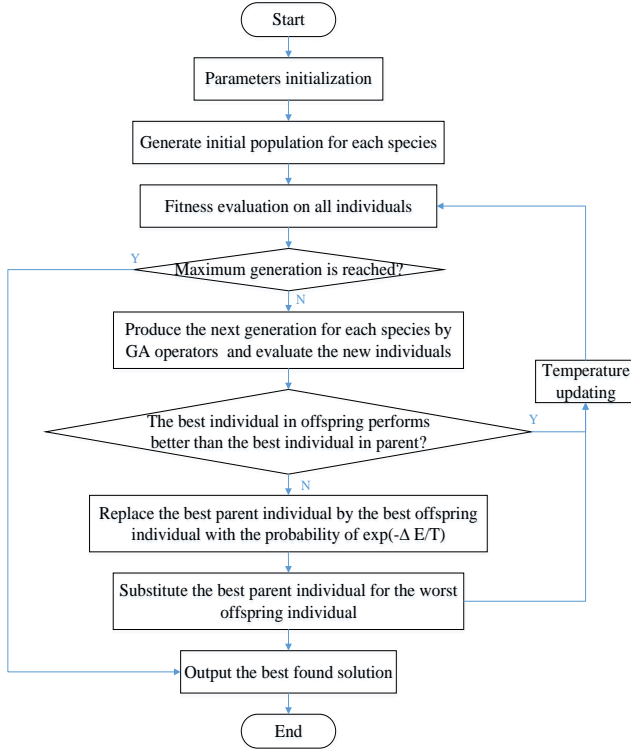 Start
Parameters initialization
Generate initial population for each species
Fitness evaluation on all individuals
Y
Maximum generation is reached?
N
Produce the next generation for each species by
GA operators and evaluate the new individuals
Temperature
updating
The best individual in offspring performs
better than the best individual in parent?
Y
N
Replace the best parent individual by the best offspring
individual with the probability of exp(-Δ E/T)
Substitute the best parent individual for the worst
offspring individual
Output the best found solution
End